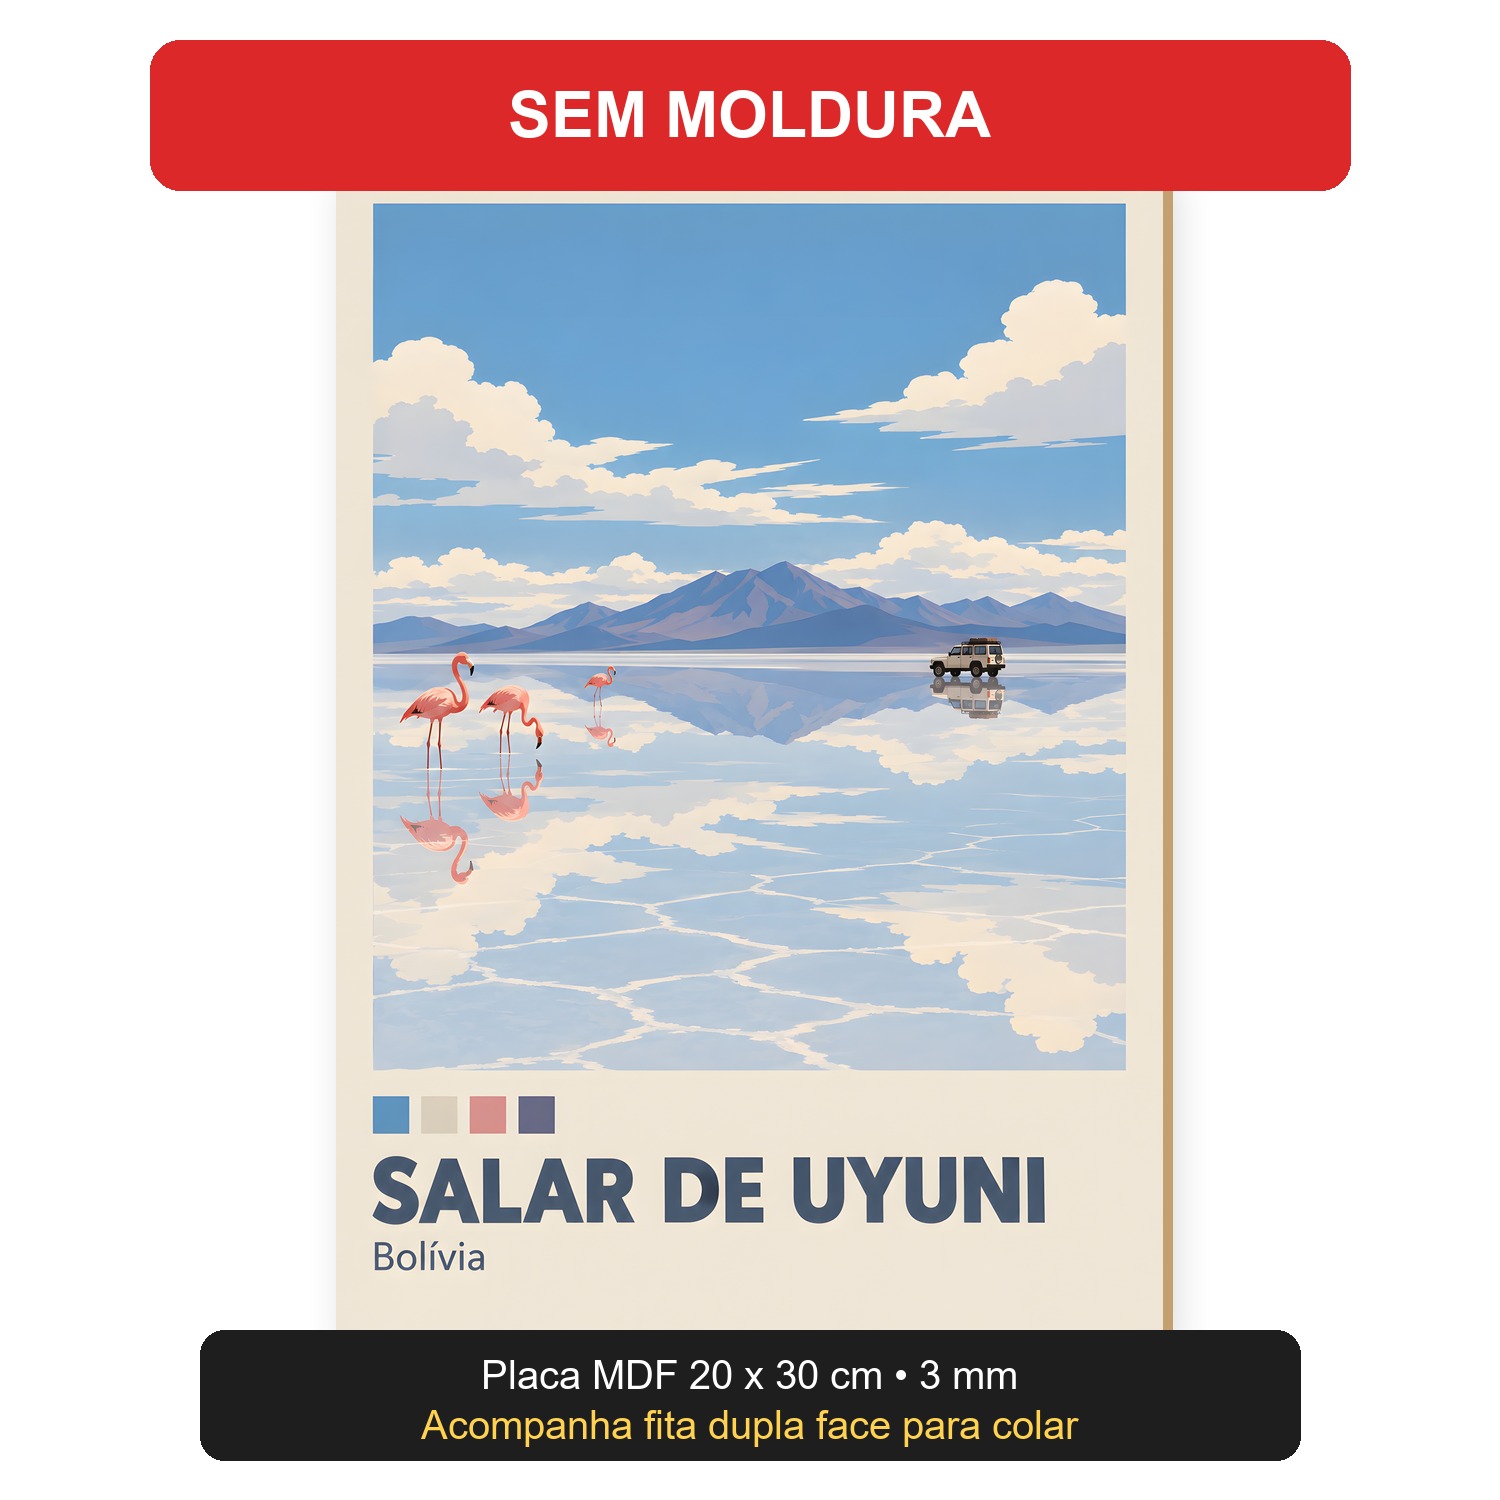 SEM MOLDURA
SALAR DE UYUNI
Bolívia
Placa MDF 20 x 30 cm • 3 mm
Acompanha fita dupla face para colar